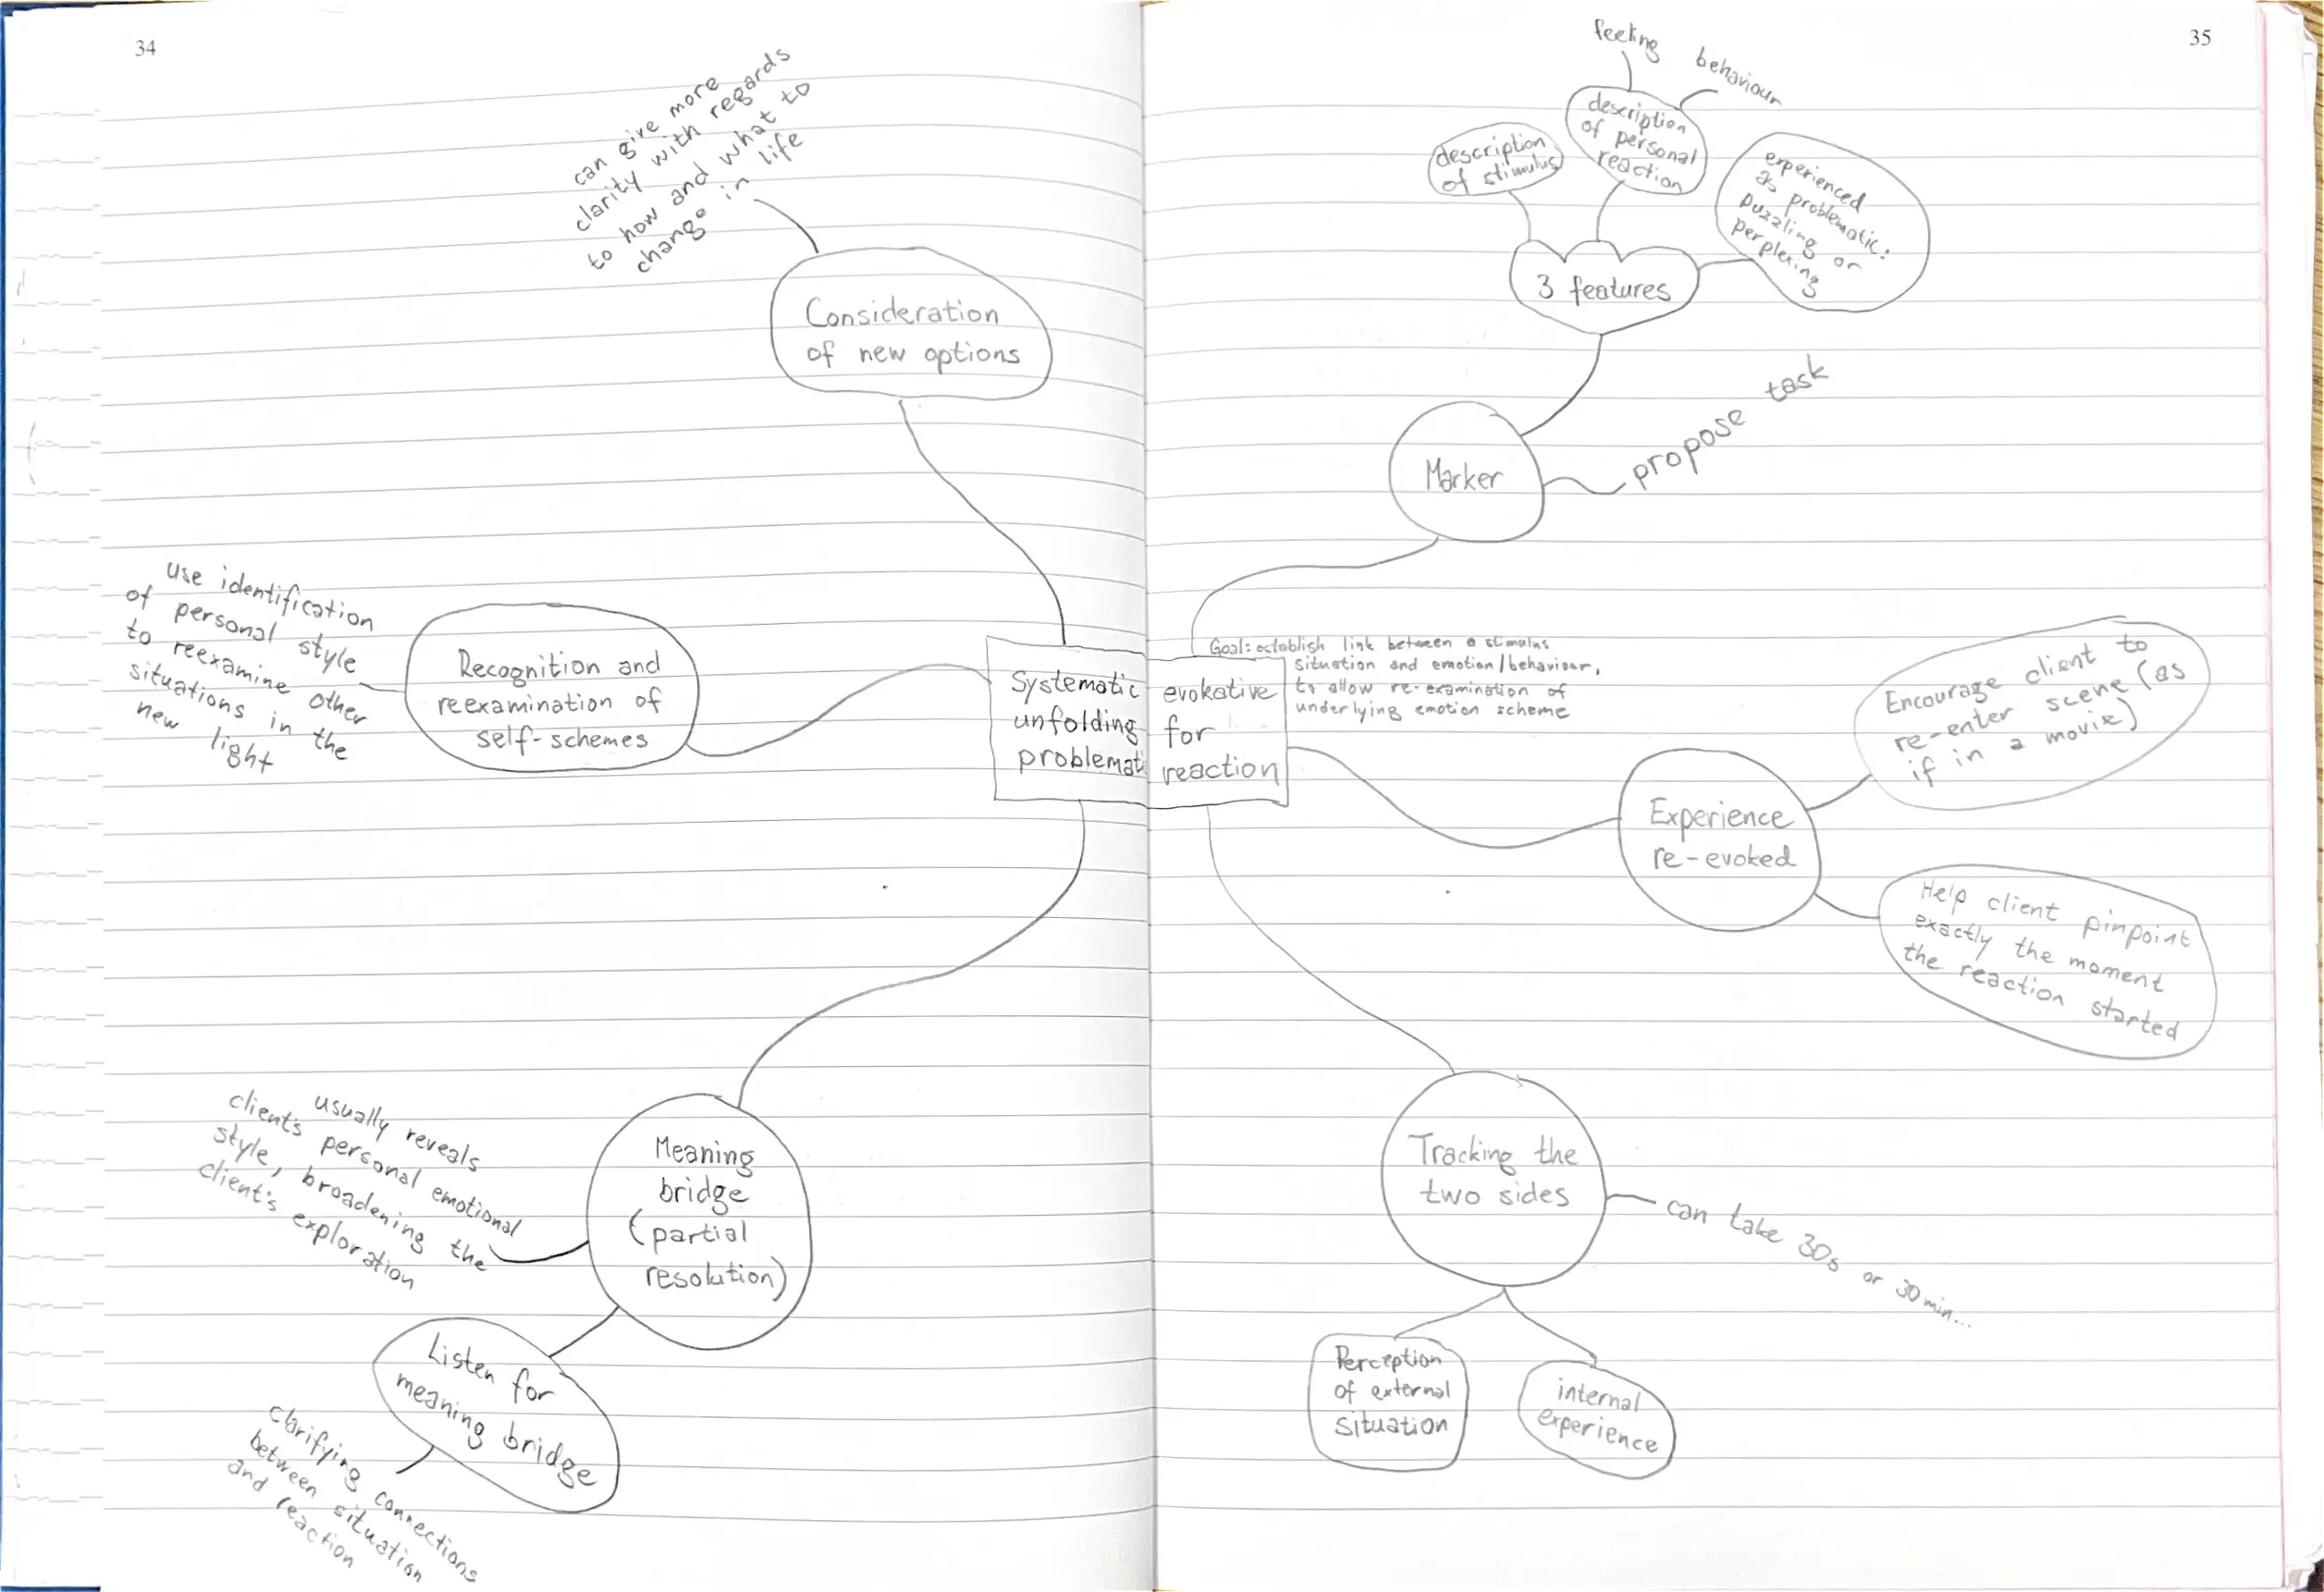 34
can give more
clarity with regards
to how and what to
change in life
Consideration
of new options
use identification
of personal style
to reexamine other
situations in the
new light
Recognition and
reexamination of
self-schemes
usually reveals
client's personal emotional
style, broadening the
client's exploration
Meaning
bridge
(partial
resolution)
Listen for
meaning bridge
clarifying connections
between situation
and reaction
Systematic evokative
unfolding for
problemati reaction
35
feeling
behaviour
description
of stimulus
description
of personal
reaction
experienced
as problematic:
puzzling or
perplexing
3 features
Marker
propose task
Goal: establish link between a stimulus
situation and emotion/behaviour,
to allow re-examination of
underlying emotion scheme
Experience
re-evoked
Encourage client to
re-enter scene (as
if in a movie)
Help client pinpoint
exactly the moment
the reaction started
Tracking the
two sides
can take 30s or 30min...
Perception
of external
situation
internal
experience